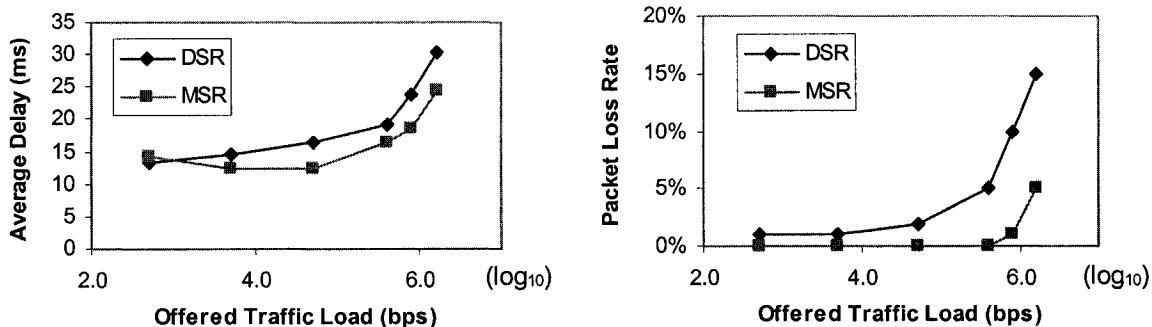 35
30
25
20
15
10
5
0
Average Delay (ms)
DSR
MSR
2.0 4.0 6.0 (log₁₀)
Offered Traffic Load (bps)
20%
15%
10%
5%
0%
Packet Loss Rate
DSR
MSR
2.0 4.0 6.0 (log₁₀)
Offered Traffic Load (bps)